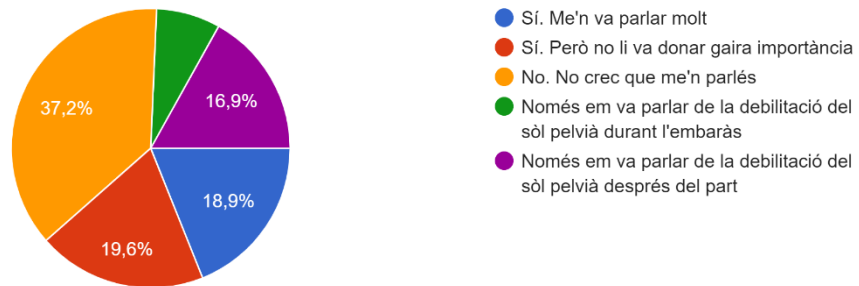 37,2%
16,9%
18,9%
19,6%
Sí. Me'n va parlar molt
Sí. Però no li va donar gaira importància
No. No crec que me'n parlés
Només em va parlar de la debilitació del
sòl pelvià durant l'embaràs
Només em va parlar de la debilitació del
sòl pelvià després del part